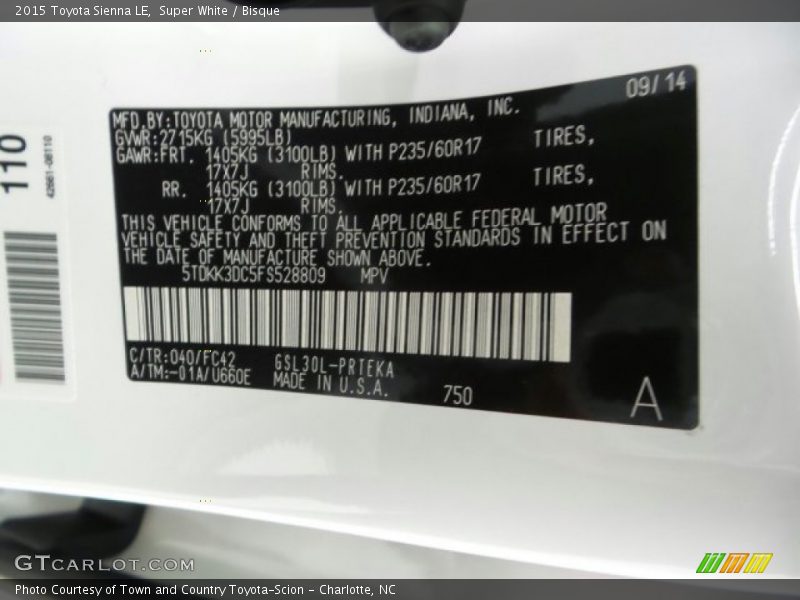 2015 Toyota Sienna LE, Super White / Bisque
09/14
MFD.BY:TOYOTA MOTOR MANUFACTURING, INDIANA, INC.
GVWR:2715KG (5995LB)
GAWR:FRT. 1405KG (3100LB) WITH P235/60R17 TIRES,
17X7J RIMS.
RR. 1405KG (3100LB) WITH P235/60R17 TIRES,
17X7J RIMS.
THIS VEHICLE CONFORMS TO ALL APPLICABLE FEDERAL MOTOR
VEHICLE SAFETY AND THEFT PREVENTION STANDARDS IN EFFECT ON
THE DATE OF MANUFACTURE SHOWN ABOVE.
5TDKK3DC5FS528809 MPV
C/TR:040/FC42 GSL30L-PRTEKA
A/TM:-01A/U660E MADE IN U.S.A. 750
A
110
42661-08110
GTCARLOT.COM
Photo Courtesy of Town and Country Toyota-Scion - Charlotte, NC